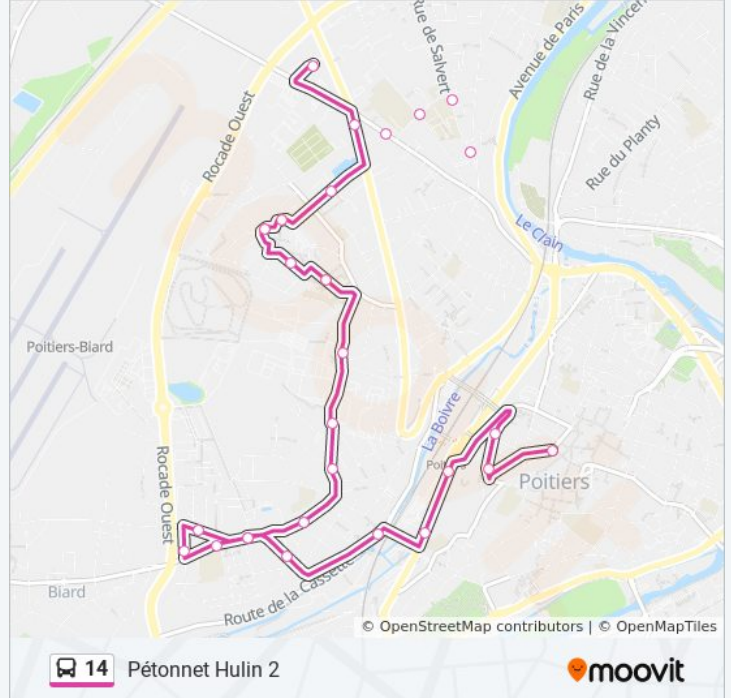 Rue de Salvert
Avenue de Paris
Rue de la Vincen
Rocade Ouest
Rue du Planty
Le Clain
Poitiers-Biard
La Boivre
Rocade Ouest
Poitiers
Biard
Route de la Cassette
© OpenStreetMap contributors | © OpenMapTiles
14 Pétonnet Hulin 2
moovit